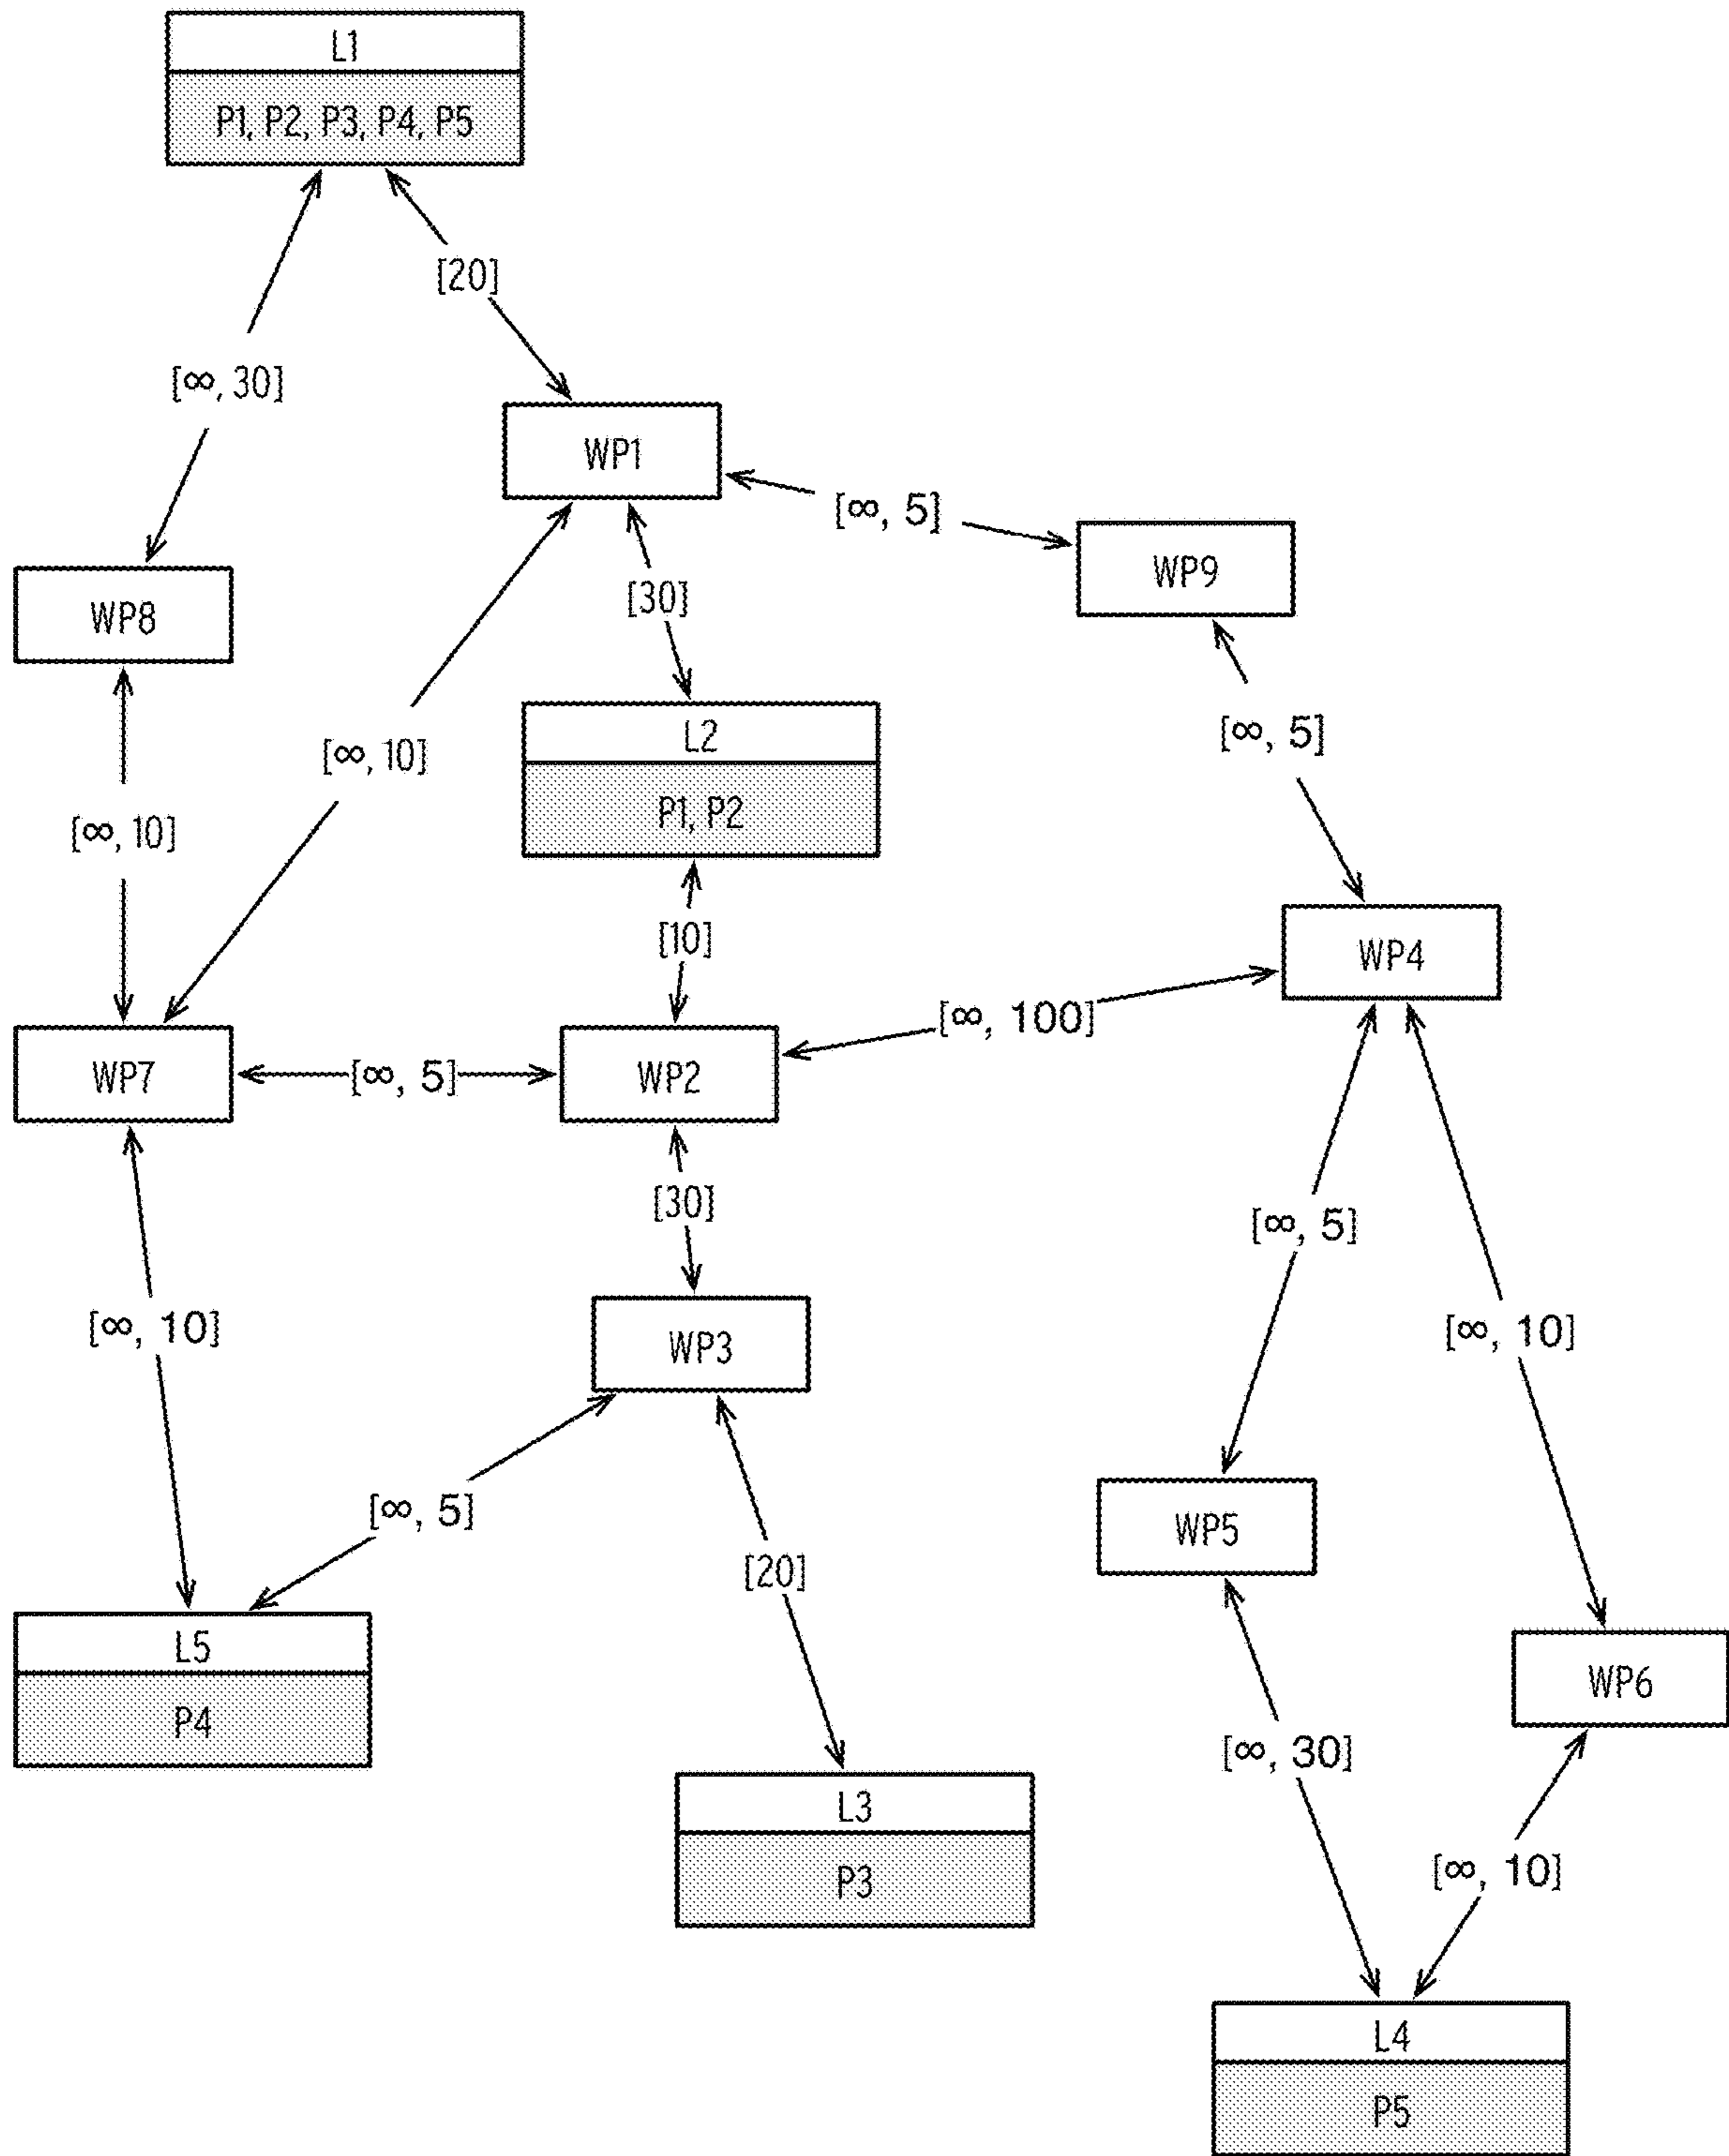 L1
P1, P2, P3, P4, P5
[20]
[∞, 30]
WP1
[∞, 5]
WP9
WP8
[30]
L2
[∞, 5]
[∞, 10]
P1, P2
[∞, 10]
[10]
WP4
[∞, 100]
WP7
[∞, 5]
WP2
[30]
[∞, 5]
[∞, 10]
[∞, 10]
WP3
[∞, 5]
WP5
[20]
L5
WP6
P4
[∞, 30]
L3
[∞, 10]
P3
L4
P5